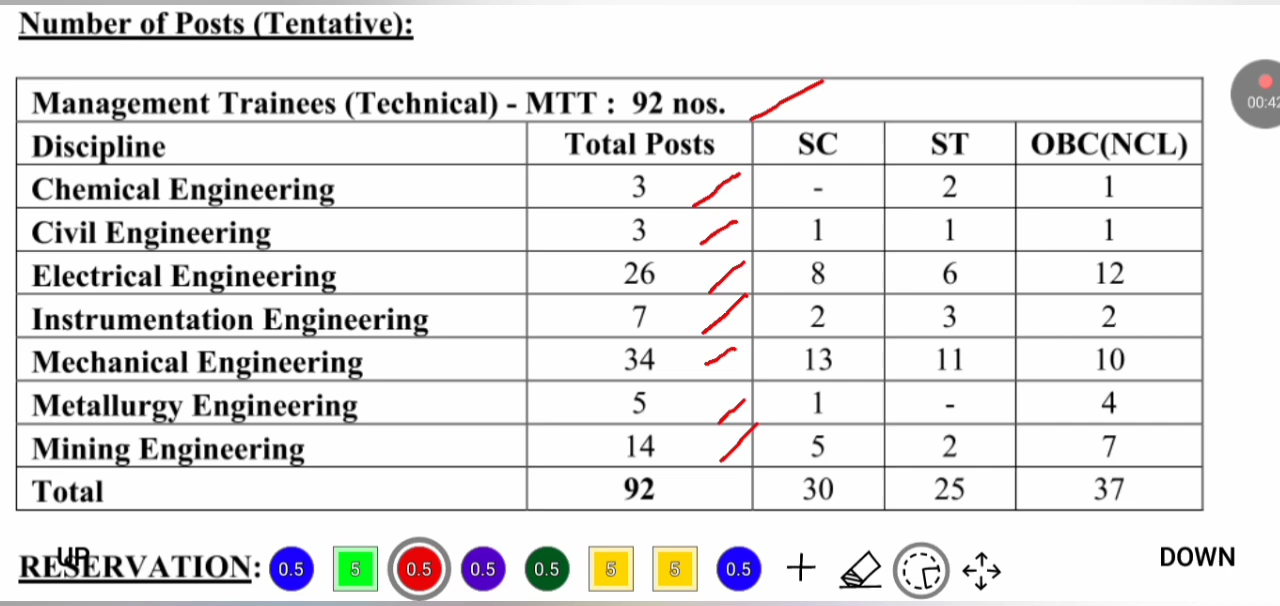 Number of Posts (Tentative):
Management Trainees (Technical) - MTT : 92 nos.
Discipline Total Posts SC ST OBC(NCL)
Chemical Engineering 3 - 2 1
Civil Engineering 3 1 1 1
Electrical Engineering 26 8 6 12
Instrumentation Engineering 7 2 3 2
Mechanical Engineering 34 13 11 10
Metallurgy Engineering 5 1 - 4
Mining Engineering 14 5 2 7
Total 92 30 25 37
00:42
UP
RESERVATION: 0.5 5 0.5 0.5 0.5 5 5 0.5
DOWN